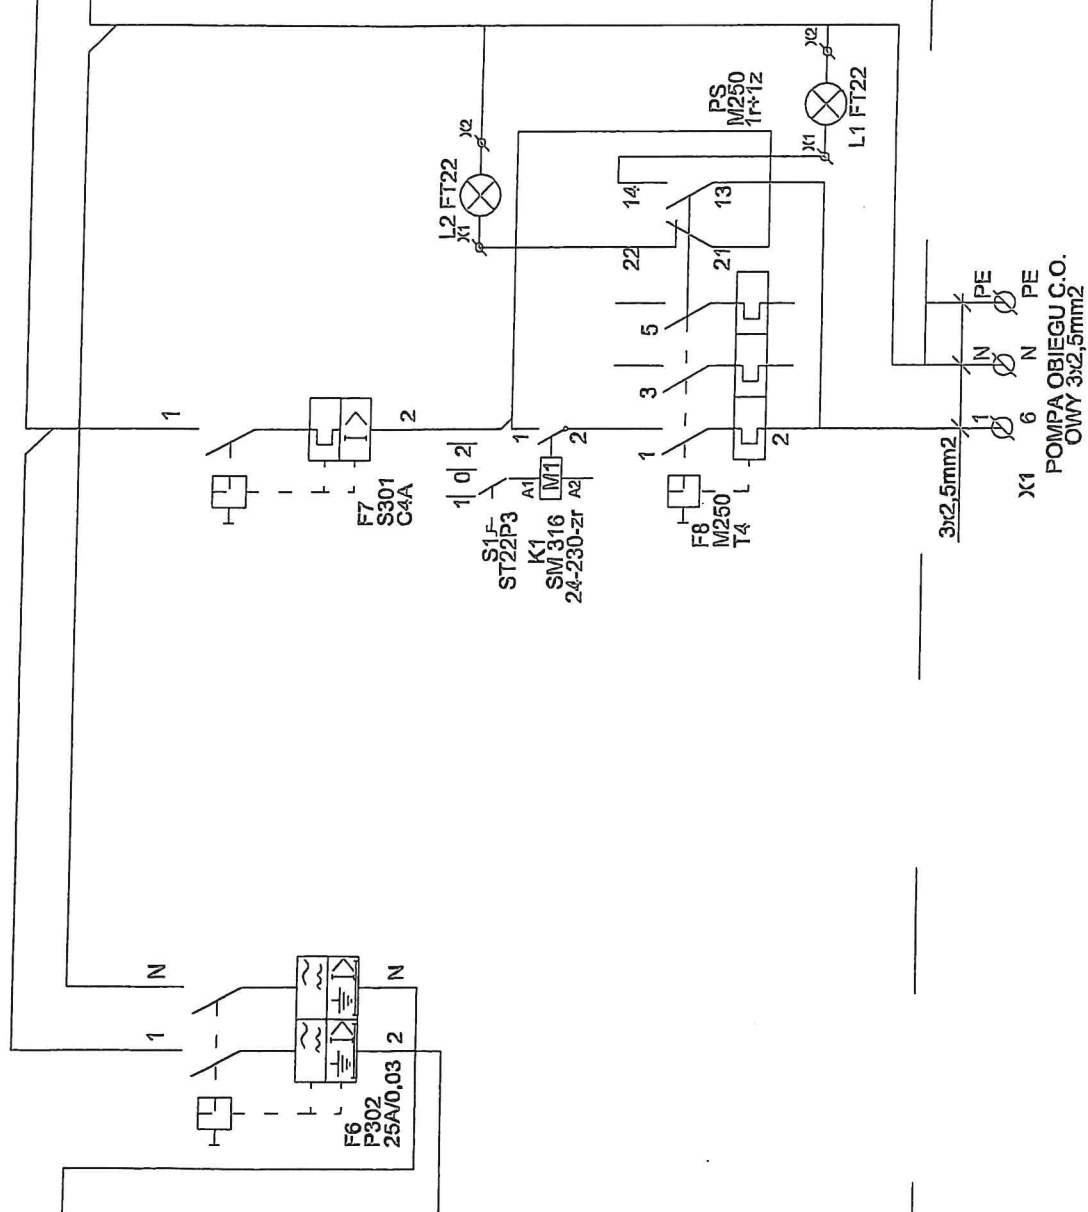 X2
X2
PS
M250
1r+1z
L1 FT22
X1
X2
L2 FT22
X1
14
13
22
21
1
2
F7
S301
C4A
1| 0| 2|
1
2
A1
M1
A2
S1
ST22P3
K1
SM 316
24-230-zr
5
3
1
2
F8
M250
T4
3x2,5mm2
1
N
PE
X1
6
N
PE
POMPA OBIEGU C.O.
OWY 3x2,5mm2
N
1
N
2
F6
P302
25A/0,03